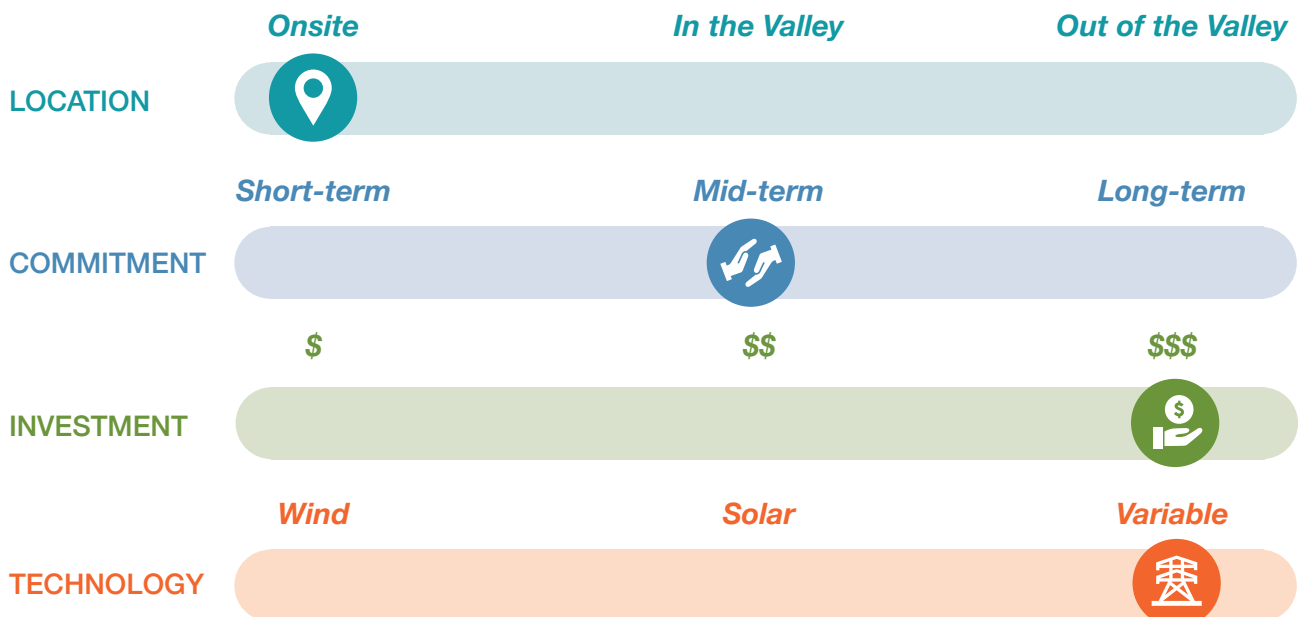 Onsite In the Valley Out of the Valley
LOCATION
Short-term Mid-term Long-term
COMMITMENT
$ $$ $$$
$
INVESTMENT
Wind Solar Variable
TECHNOLOGY